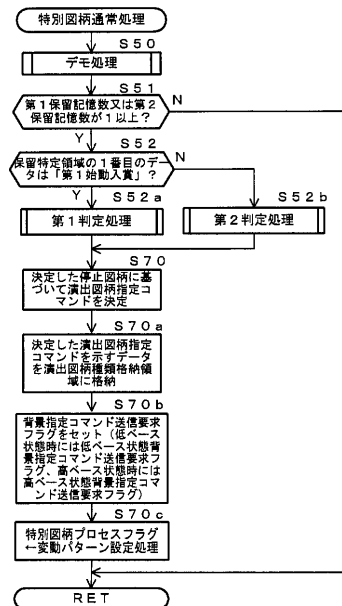 特別図柄通常処理
S50
デモ処理
S51
第1保留記憶数又は第2
保留記憶数が1以上？
N
Y
S52
保留特定領域の1番目のデー
タは「第1始動入賞」？
N
Y
S52a
S52b
第1判定処理
第2判定処理
S70
決定した停止図柄に基
づいて演出図柄指定コ
マンドを決定
S70a
決定した演出図柄指定
コマンドを示すデータ
を演出図柄種類格納領
域に格納
S70b
背景指定コマンド送信要求
フラグをセット（低ベース
状態時には低ベース状態背
景指定コマンド送信要求フ
ラグ、高ベース状態時には
高ベース状態背景指定コマ
ンド送信要求フラグ）
S70c
特別図柄プロセスフラグ
←変動パターン設定処理
RET